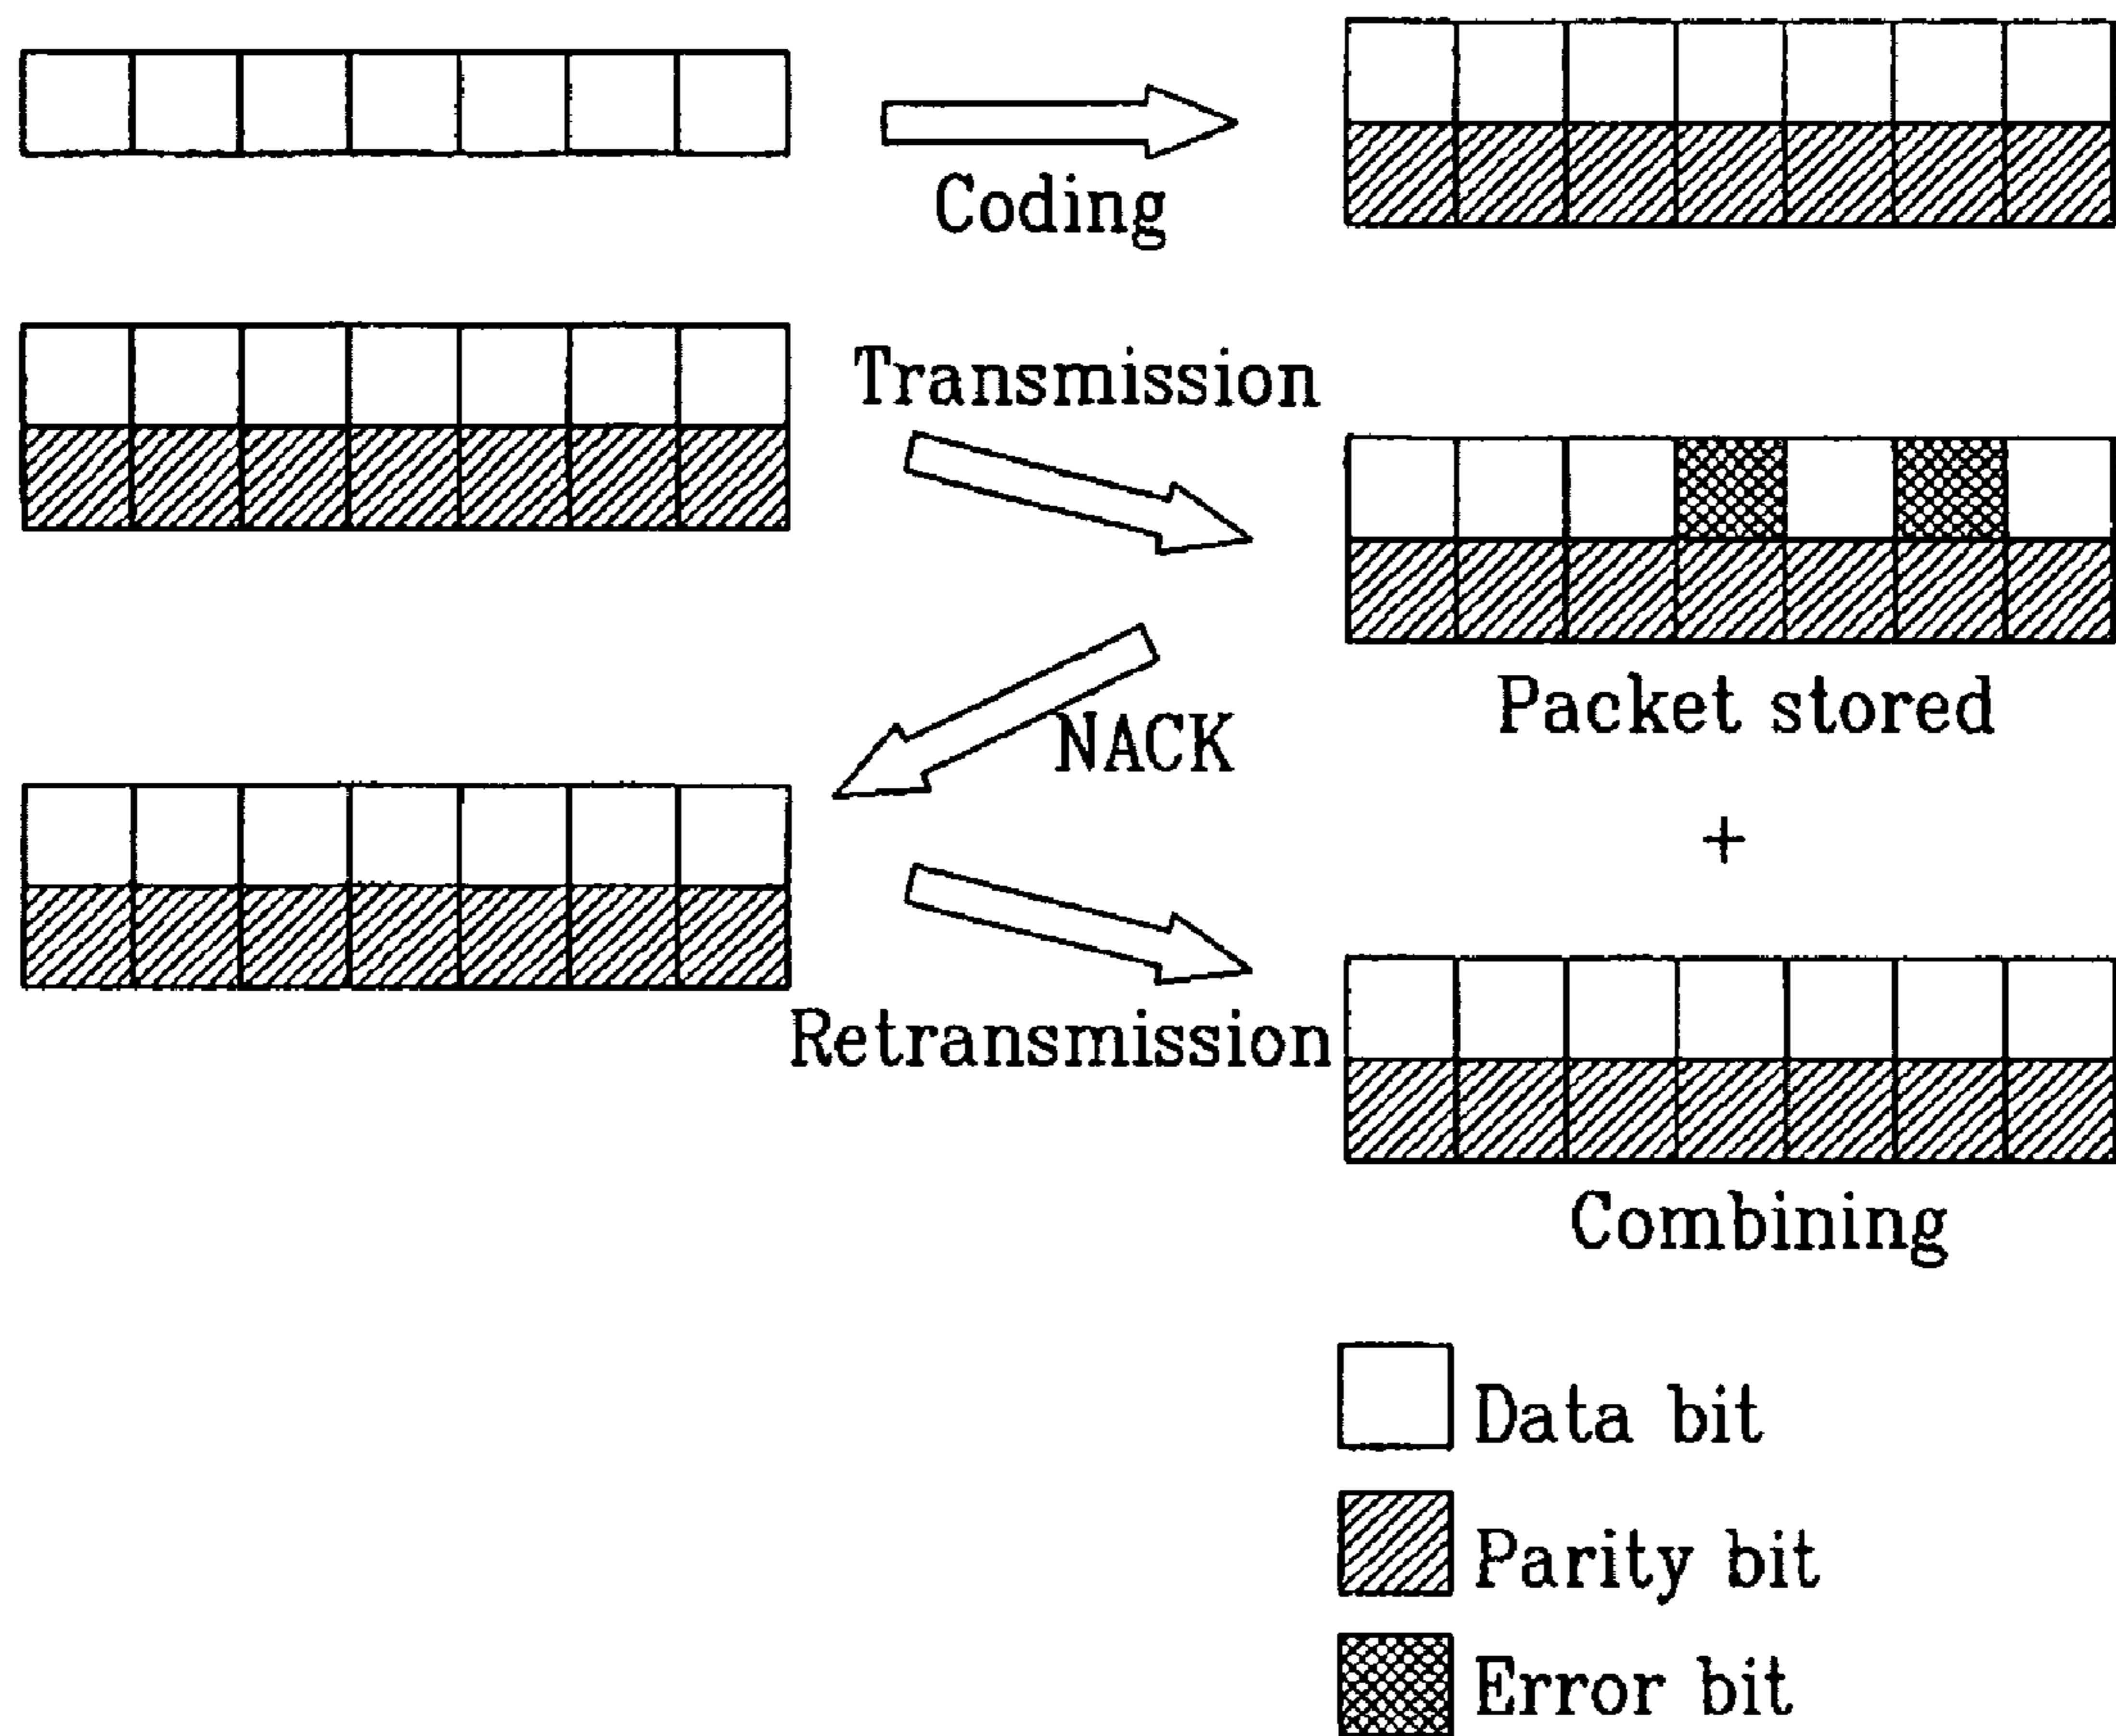 Coding
Transmission
Packet stored
NACK
+
Retransmission
Combining
Data bit
Parity bit
Error bit